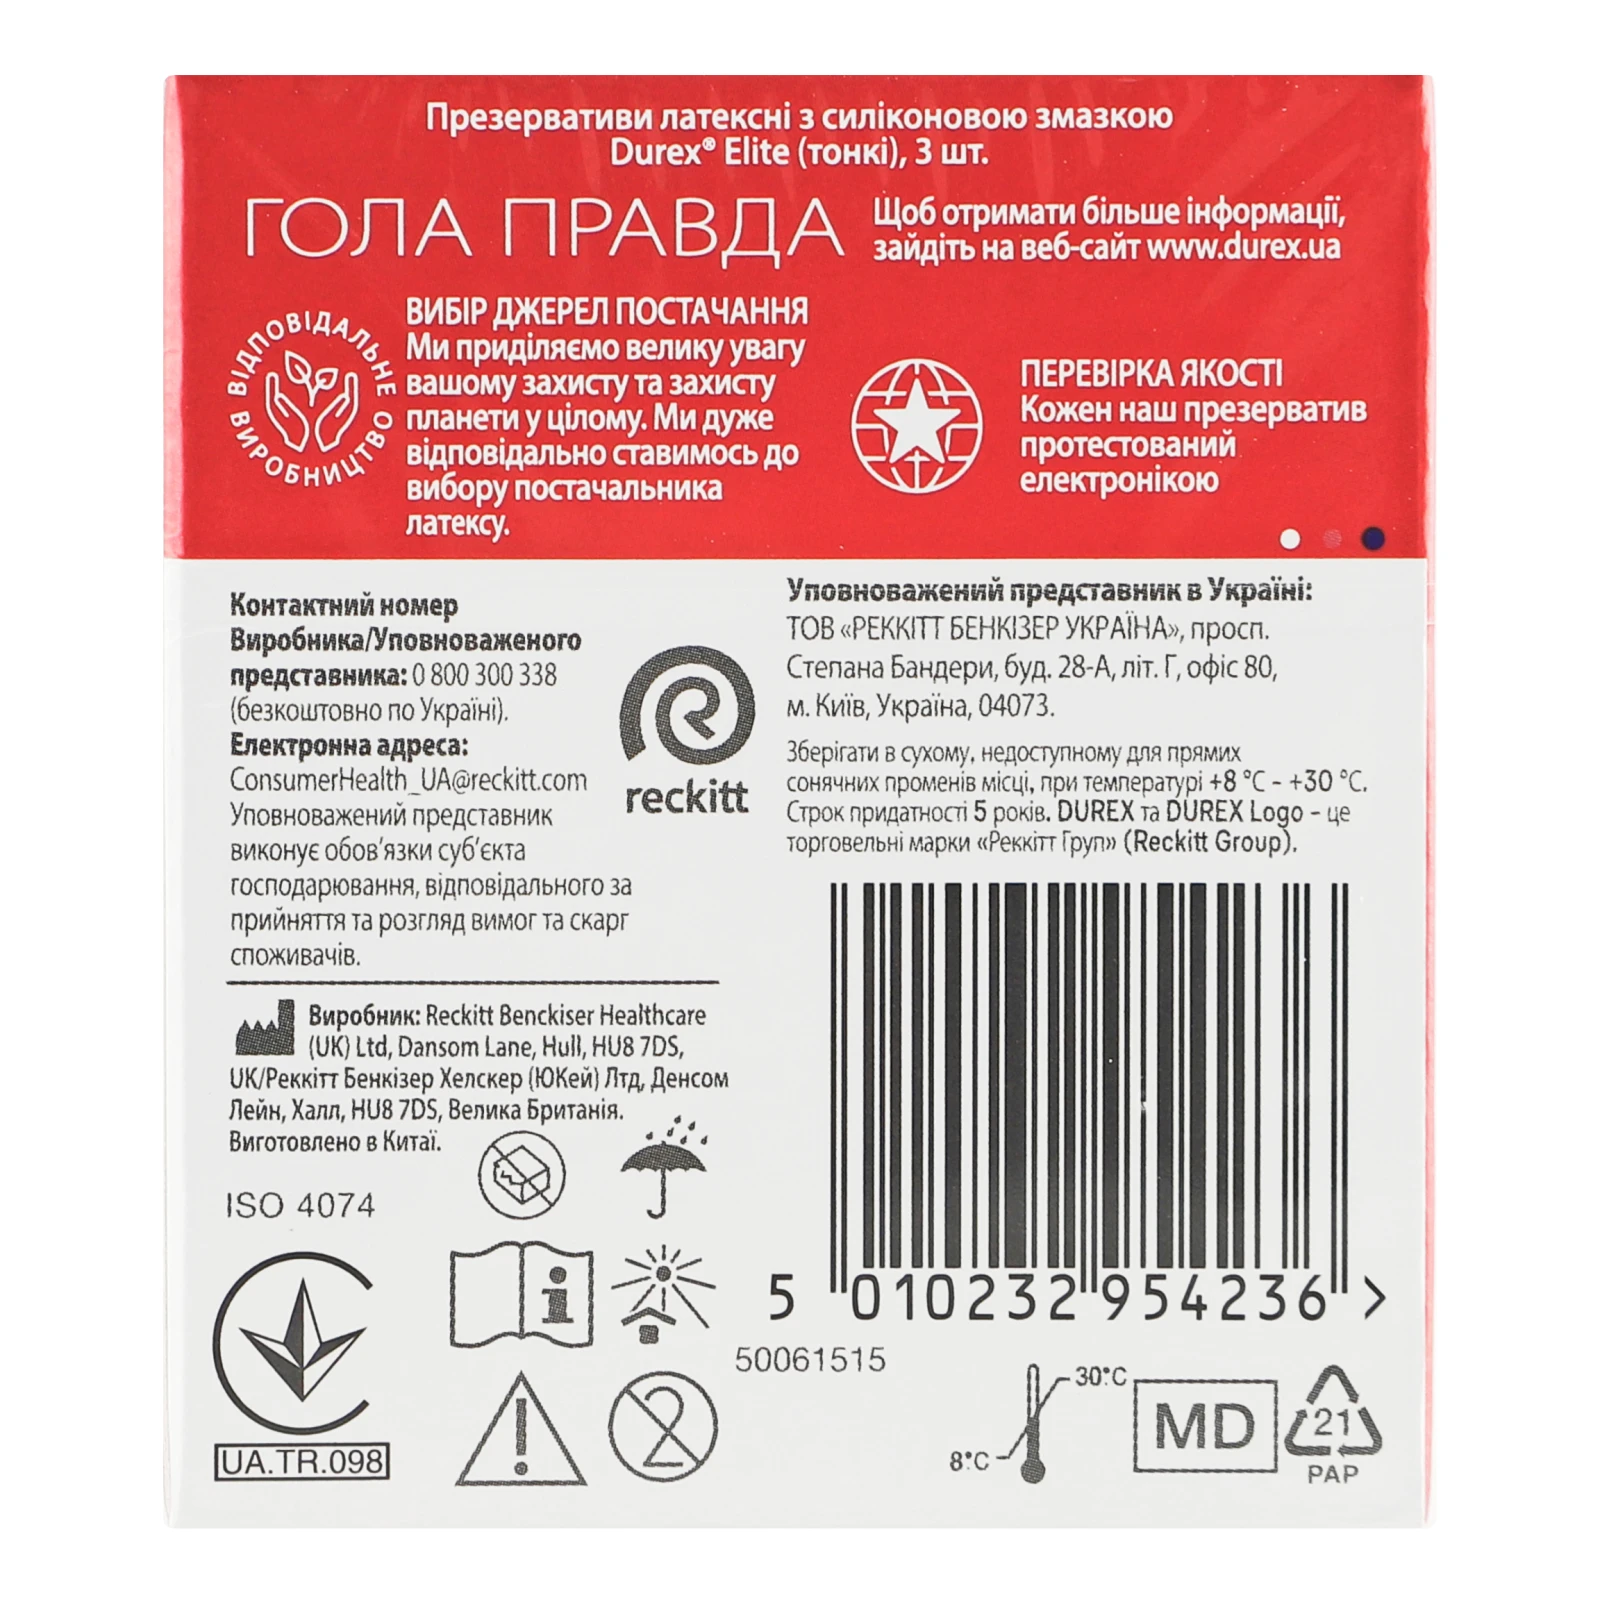 Презервативи латексні з силіконовою змазкою
Durex® Elite (тонкі), 3 шт.
ГОЛА ПРАВДА
Щоб отримати більше інформації,
зайдіть на веб-сайт www.durex.ua
ВІДПОВІДАЛЬНЕ ВИРОБНИЦТВО
ВИБІР ДЖЕРЕЛ ПОСТАЧАННЯ
Ми приділяємо велику увагу
вашому захисту та захисту
планети у цілому. Ми дуже
відповідально ставимось до
вибору постачальника
латексу.
ПЕРЕВІРКА ЯКОСТІ
Кожен наш презерватив
протестований
електронікою
Контактний номер
Виробника/Уповноваженого
представника: 0 800 300 338
(безкоштовно по Україні).
Електронна адреса:
ConsumerHealth_UA@reckitt.com
Уповноважений представник
виконує обов'язки суб'єкта
господарювання, відповідального за
прийняття та розгляд вимог та скарг
споживачів.
reckitt
Уповноважений представник в Україні:
ТОВ «РЕККІТТ БЕНКІЗЕР УКРАЇНА», просп.
Степана Бандери, буд. 28-А, літ. Г, офіс 80,
м. Київ, Україна, 04073.
Зберігати в сухому, недоступному для прямих
сонячних променів місці, при температурі +8 °C – +30 °C.
Строк придатності 5 років. DUREX та DUREX Logo – це
торговельні марки «Реккітт Груп» (Reckitt Group).
Виробник: Reckitt Benckiser Healthcare
(UK) Ltd, Dansom Lane, Hull, HU8 7DS,
UK/Реккітт Бенкізер Хелскер (ЮКей) Лтд, Денсом
Лейн, Халл, HU8 7DS, Велика Британія.
Виготовлено в Китаї.
ISO 4074
UA.TR.098
i
!
2
5 010232 954236 >
50061515
30°C
8°C
MD
21
PAP